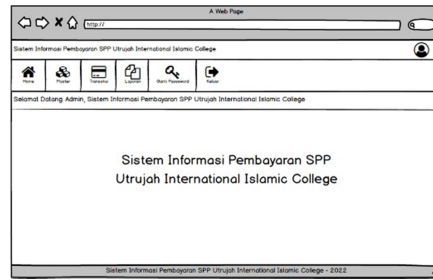 A Web Page
http://
Sistem Informasi Pembayaran SPP Utrujah International Islamic College
Home Master Transaksi Laporan Ganti Password Keluar
Selamat Datang Admin, Sistem Informasi Pembayaran SPP Utrujah International Islamic College
Sistem Informasi Pembayaran SPP
Utrujah International Islamic College
Sistem Informasi Pembayaran SPP Utrujah International Islamic College - 2022